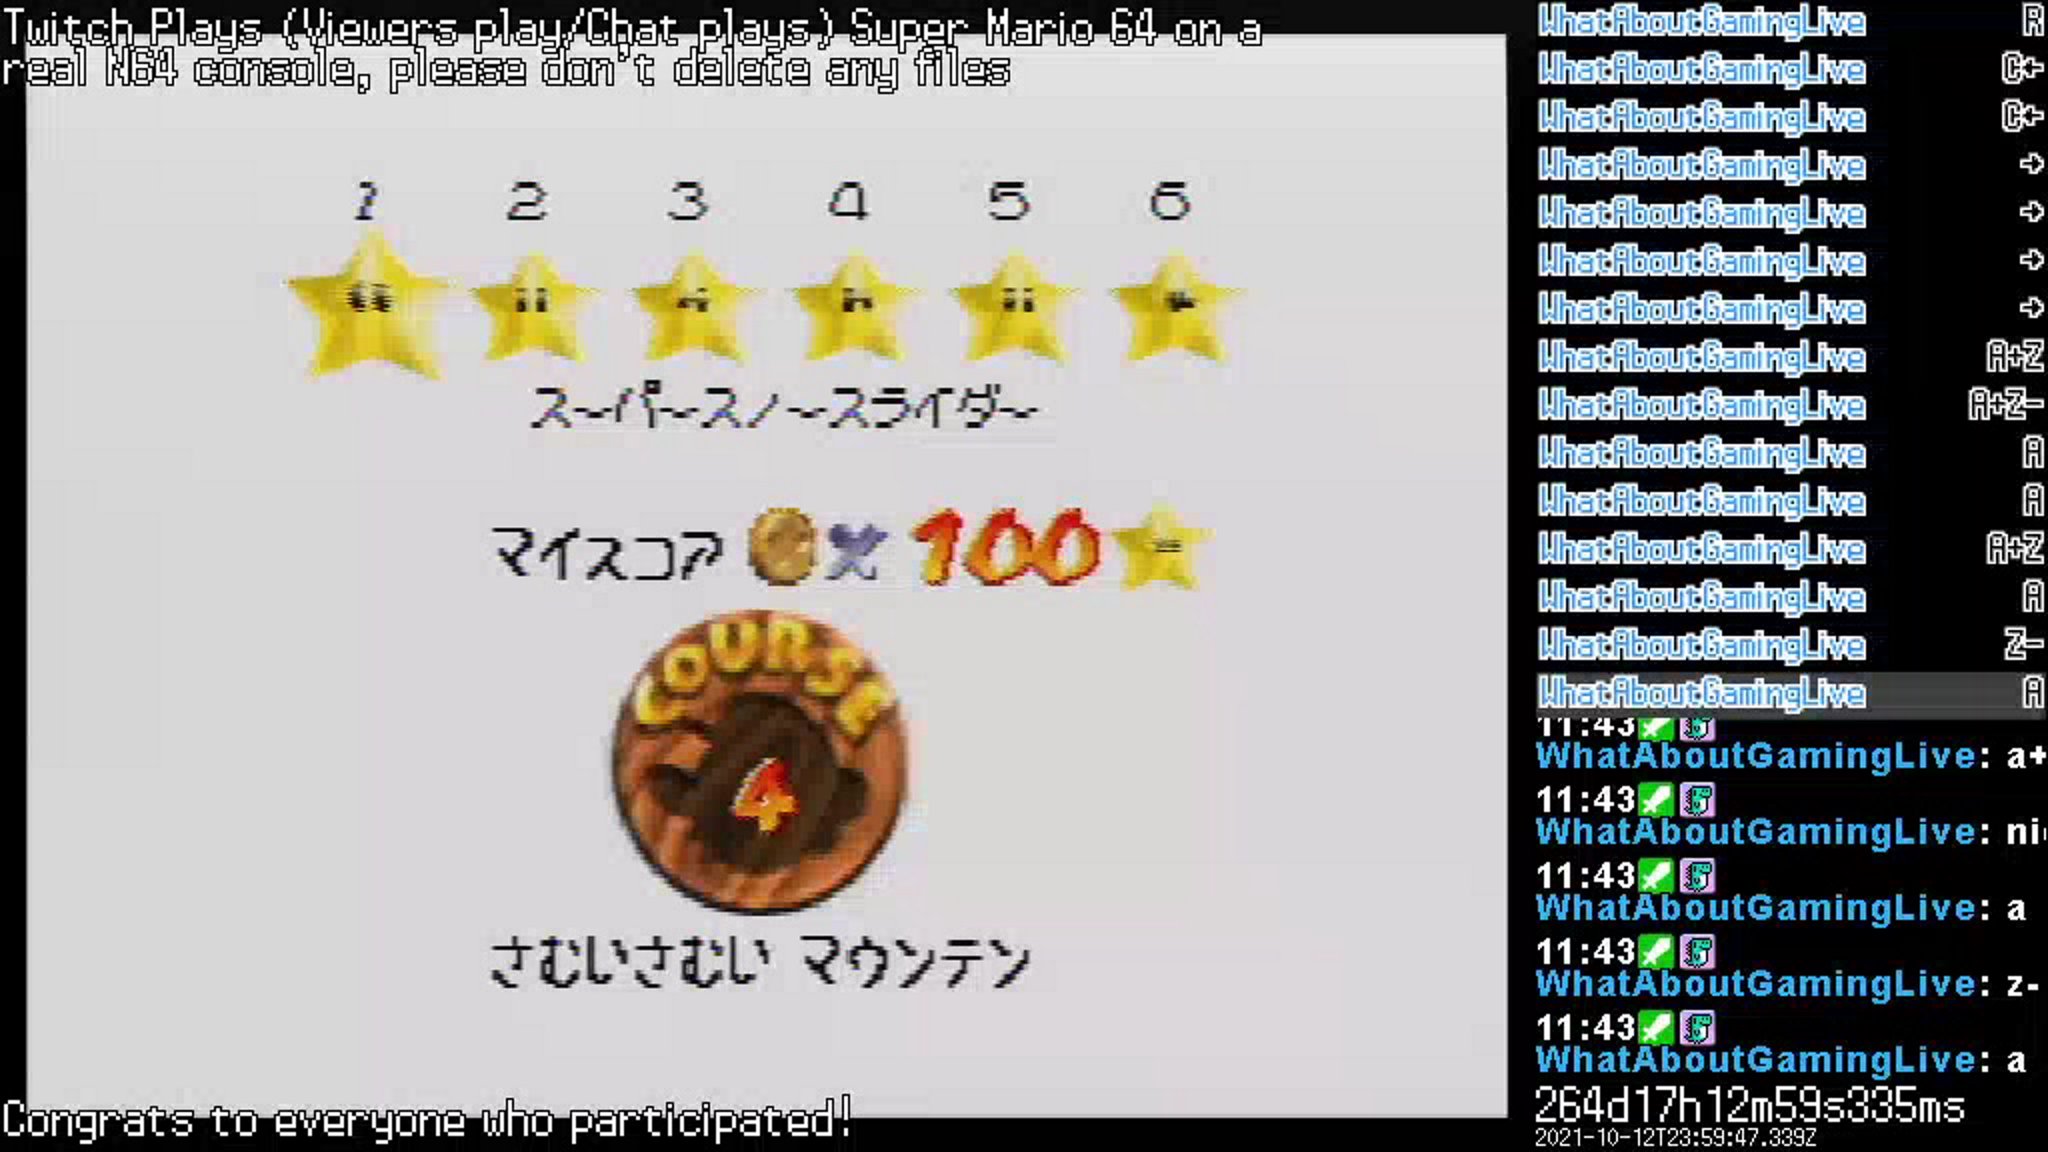 Twitch Plays (Viewers play/Chat plays) Super Mario 64 on a
real N64 console, please don't delete any files
1 2 3 4 5 6
スーパースノースライダー
マイスコア × 100
COURSE
4
さむいさむい マウンテン
Congrats to everyone who participated!
WhatAboutGamingLive R
WhatAboutGamingLive C←
WhatAboutGamingLive C←
WhatAboutGamingLive →
WhatAboutGamingLive →
WhatAboutGamingLive →
WhatAboutGamingLive →
WhatAboutGamingLive A+Z
WhatAboutGamingLive A+Z-
WhatAboutGamingLive A
WhatAboutGamingLive A
WhatAboutGamingLive A+Z
WhatAboutGamingLive A
WhatAboutGamingLive Z-
WhatAboutGamingLive A
11:43
WhatAboutGamingLive: a+
11:43
WhatAboutGamingLive: ni
11:43
WhatAboutGamingLive: a
11:43
WhatAboutGamingLive: z-
11:43
WhatAboutGamingLive: a
264d17h12m59s335ms
2021-10-12T23:59:47.339Z